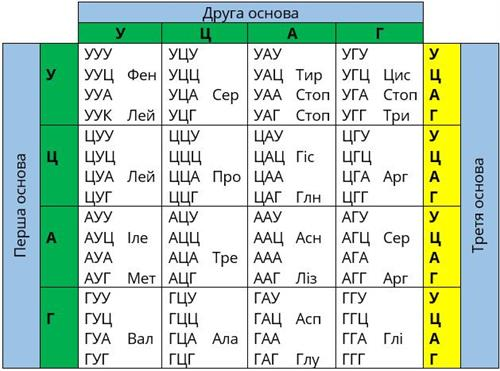 Друга основа
У Ц А Г
Перша основа
У
УУУ УЦУ УАУ УГУ У
УУЦ Фен УЦЦ УАЦ Тир УГЦ Цис Ц
УУА УЦА Сер УАА Стоп УГА Стоп А
УУК Лей УЦГ УАГ Стоп УГГ Три Г
Ц
ЦУУ ЦЦУ ЦАУ ЦГУ У
ЦУЦ ЦЦЦ ЦАЦ Гіс ЦГЦ Ц
ЦУА Лей ЦЦА Про ЦАА ЦГА Арг А
ЦУГ ЦЦГ ЦАГ Глн ЦГГ Г
А
АУУ АЦУ ААУ АГУ У
АУЦ Іле АЦЦ ААЦ Асн АГЦ Сер Ц
АУА АЦА Тре ААА АГА А
АУГ Мет АЦГ ААГ Ліз АГГ Арг Г
Г
ГУУ ГЦУ ГАУ ГГУ У
ГУЦ ГЦЦ ГАЦ Асп ГГЦ Ц
ГУА Вал ГЦА Ала ГАА ГГА Глі А
ГУГ ГЦГ ГАГ Глу ГГГ Г
Третя основа